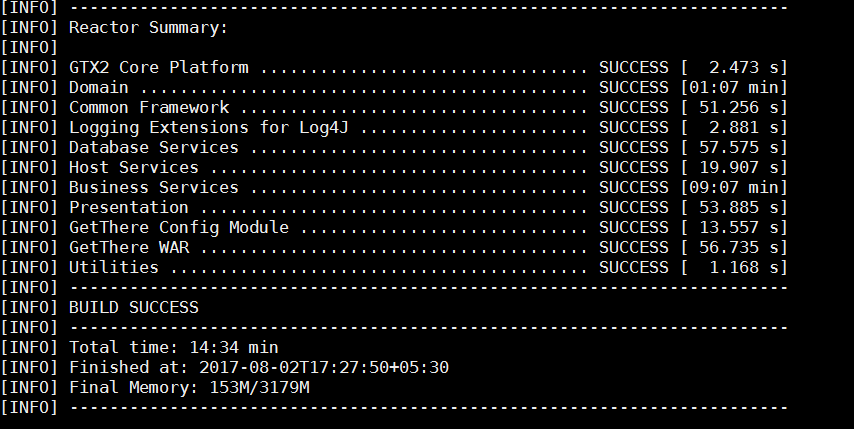 [INFO] ------------------------------------------------------------------------
[INFO] Reactor Summary:
[INFO]
[INFO] GTX2 Core Platform ................................. SUCCESS [  2.473 s]
[INFO] Domain ............................................. SUCCESS [01:07 min]
[INFO] Common Framework ................................... SUCCESS [ 51.256 s]
[INFO] Logging Extensions for Log4J ....................... SUCCESS [  2.881 s]
[INFO] Database Services .................................. SUCCESS [ 57.575 s]
[INFO] Host Services ...................................... SUCCESS [ 19.907 s]
[INFO] Business Services .................................. SUCCESS [09:07 min]
[INFO] Presentation ....................................... SUCCESS [ 53.885 s]
[INFO] GetThere Config Module ............................. SUCCESS [ 13.557 s]
[INFO] GetThere WAR ....................................... SUCCESS [ 56.735 s]
[INFO] Utilities .......................................... SUCCESS [  1.168 s]
[INFO] ------------------------------------------------------------------------
[INFO] BUILD SUCCESS
[INFO] ------------------------------------------------------------------------
[INFO] Total time: 14:34 min
[INFO] Finished at: 2017-08-02T17:27:50+05:30
[INFO] Final Memory: 153M/3179M
[INFO] ------------------------------------------------------------------------